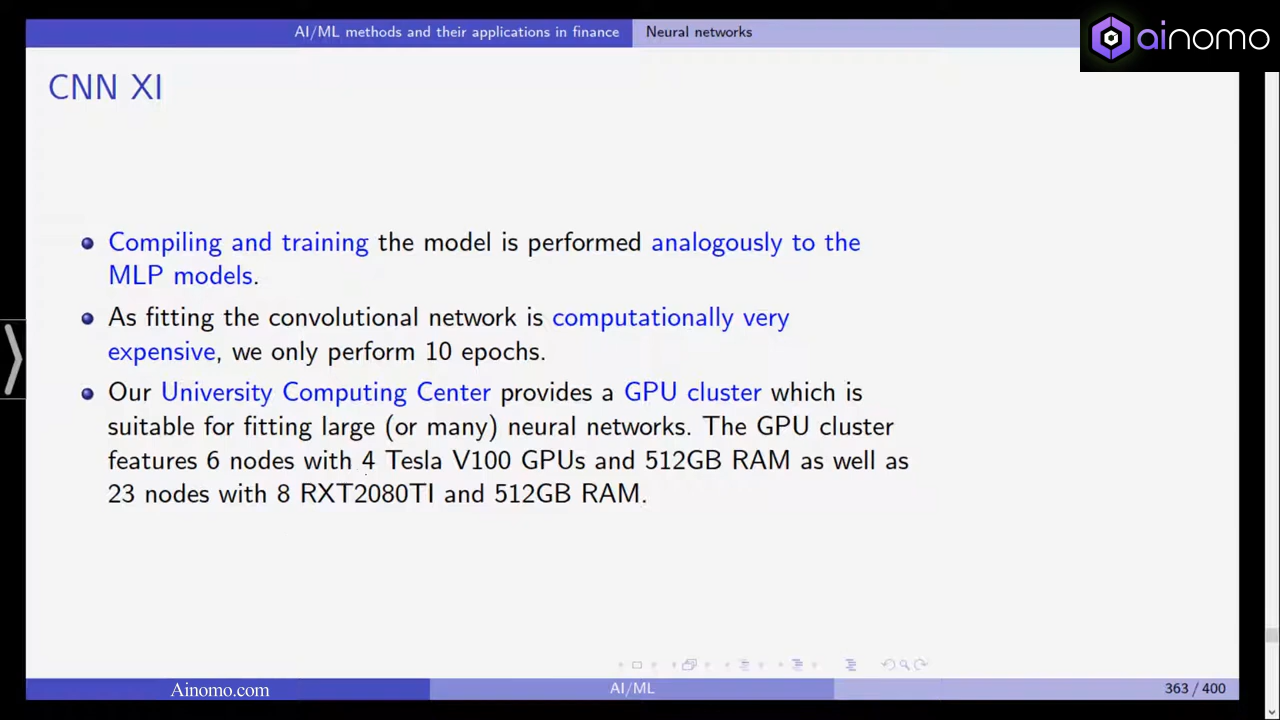 AI/ML methods and their applications in finance Neural networks
ainomo
CNN XI
Compiling and training the model is performed analogously to the
MLP models.
As fitting the convolutional network is computationally very
expensive, we only perform 10 epochs.
Our University Computing Center provides a GPU cluster which is
suitable for fitting large (or many) neural networks. The GPU cluster
features 6 nodes with 4 Tesla V100 GPUs and 512GB RAM as well as
23 nodes with 8 RXT2080TI and 512GB RAM.
Ainomo.com AI/ML 363 / 400